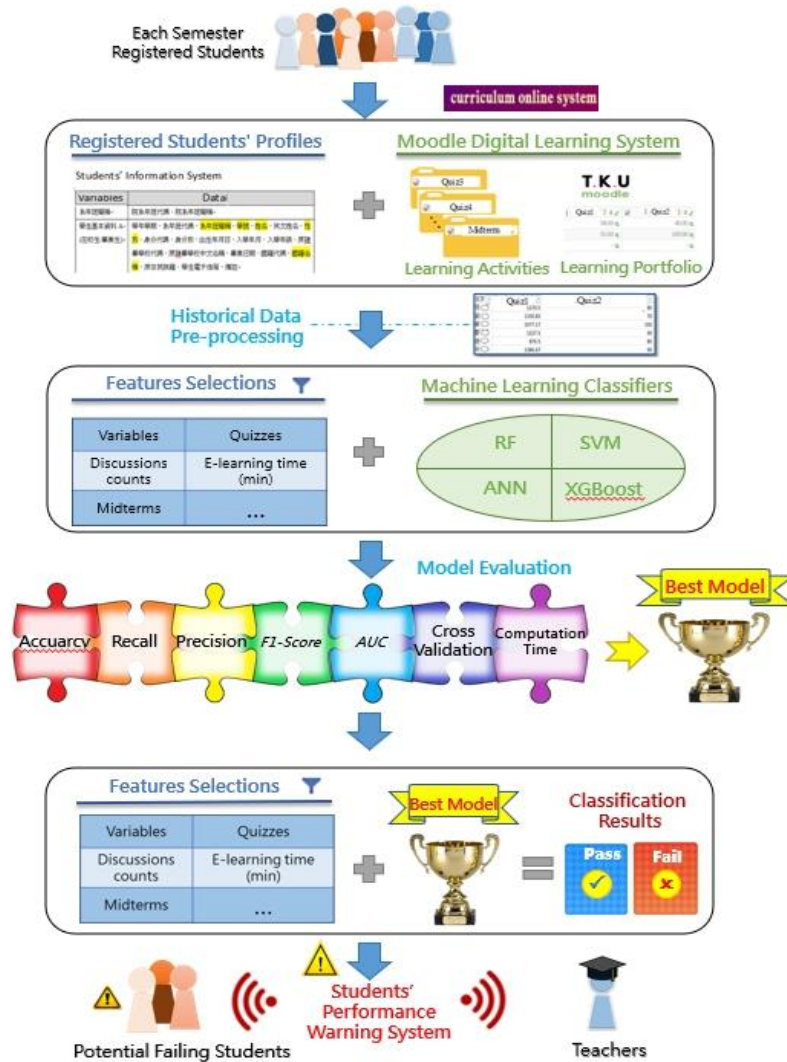 Each Semester
Registered Students
curriculum online system
Registered Students' Profiles
Moodle Digital Learning System
Students' Information System
Variables
Data
Quiz3
Quiz4
Midterm
T.K.U
moodle
Quiz1
Quiz2
Learning Activities
Learning Portfolio
Historical Data
Pre-processing
Quiz1
Quiz2
Features Selections
Machine Learning Classifiers
Variables
Quizzes
Discussions
counts
E-learning time
(min)
Midterms
...
RF
SVM
ANN
XGBoost
Model Evaluation
Best Model
Accuarcy
Recall
Precision
F1-Score
AUC
Cross
Validation
Computation
Time
Features Selections
Best Model
Classification
Results
Variables
Quizzes
Discussions
counts
E-learning time
(min)
Midterms
...
Pass
Fail
Students'
Performance
Warning System
Potential Failing Students
Teachers